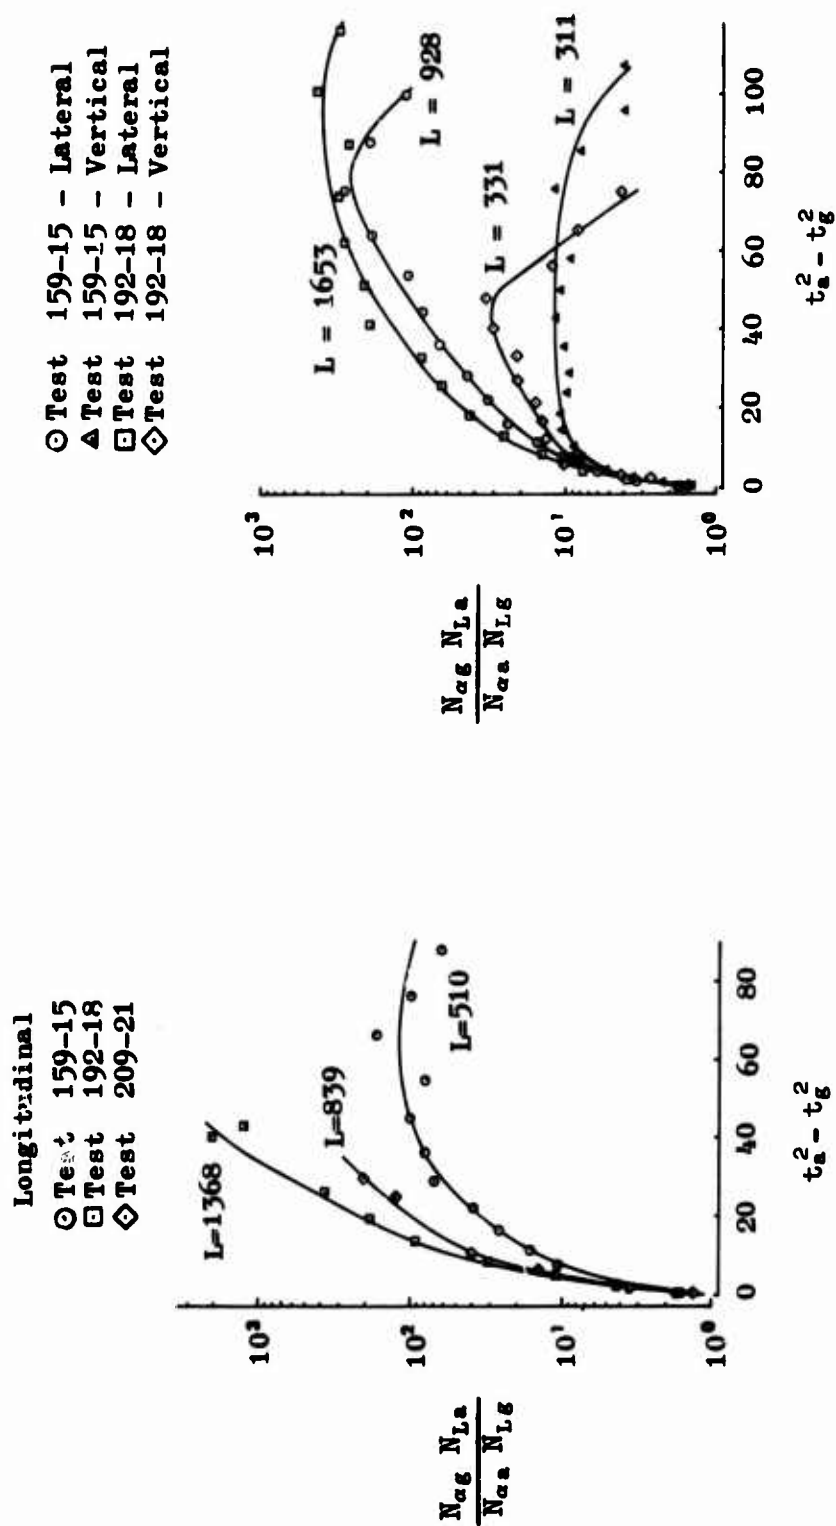 Longitudinal
⊙ Test 159-15
⊡ Test 192-18
◇ Test 209-21
N_αg N_La
N_αa N_Lg
10³
10²
10¹
10⁰
L=1368
L=839
L=510
0 20 40 60 80
t_a² - t_g²
⊙ Test 159-15 - Lateral
△ Test 159-15 - Vertical
⊡ Test 192-18 - Lateral
◇ Test 192-18 - Vertical
N_αg N_La
N_αa N_Lg
10³
10²
10¹
10⁰
L = 1653
L = 928
L = 331
L = 311
0 20 40 60 80 100
t_a² - t_g²